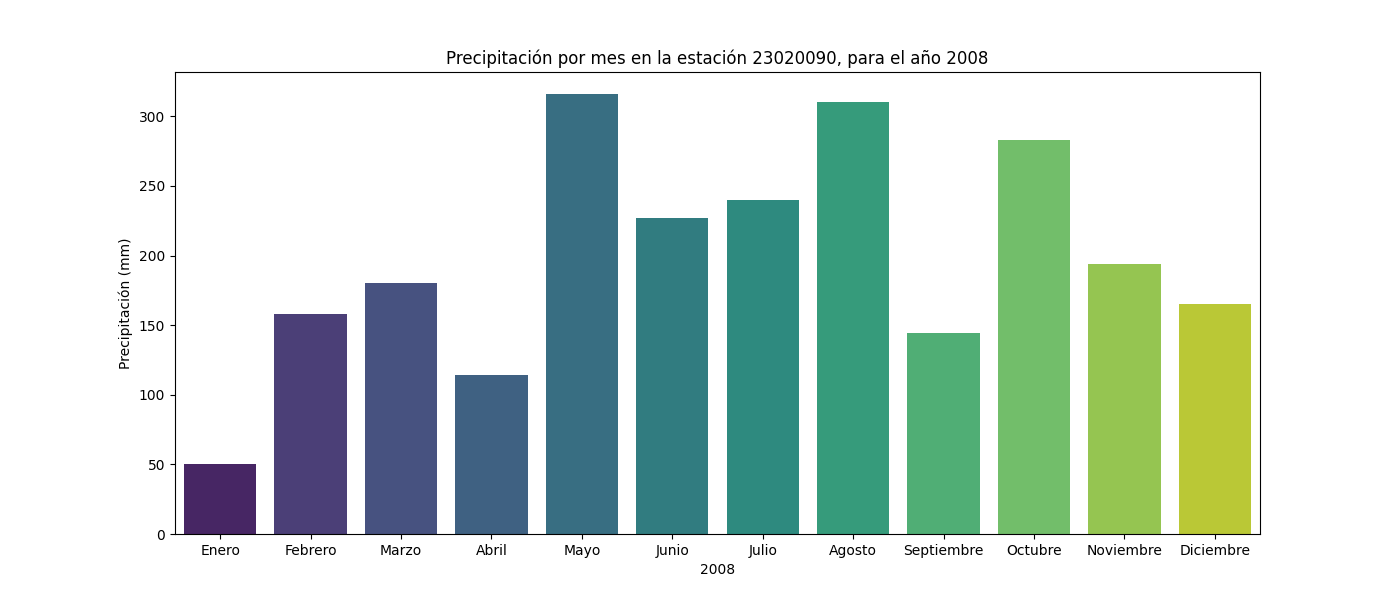 Precipitación por mes en la estación 23020090, para el año 2008
Precipitación (mm)
300
250
200
150
100
50
0
Enero Febrero Marzo Abril Mayo Junio Julio Agosto Septiembre Octubre Noviembre Diciembre
2008